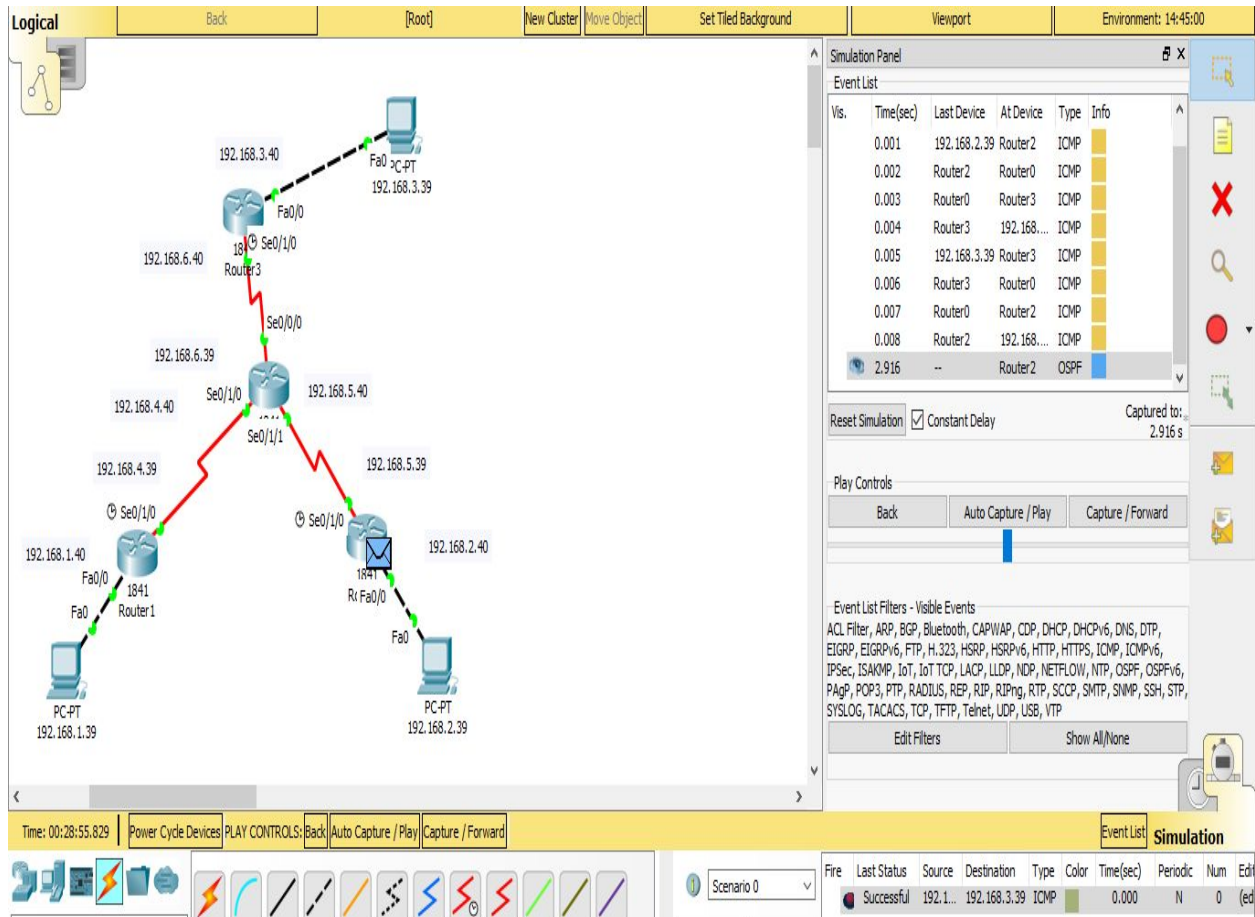 Logical Back [Root] New Cluster Move Object Set Tiled Background Viewport Environment: 14:45:00
192.168.3.40
Fa0
PC-PT
192.168.3.39
Fa0/0
Se0/1/0
Router3
192.168.6.40
Se0/0/0
192.168.6.39
Se0/1/0
192.168.5.40
192.168.4.40
Se0/1/1
192.168.4.39
192.168.5.39
Se0/1/0
Se0/1/0
192.168.1.40
192.168.2.40
Fa0/0
1841
Fa0
Router1
1841
Fa0/0
Fa0
PC-PT
192.168.1.39
PC-PT
192.168.2.39
Simulation Panel
Event List
Vis. Time(sec) Last Device At Device Type Info
0.001 192.168.2.39 Router2 ICMP
0.002 Router2 Router0 ICMP
0.003 Router0 Router3 ICMP
0.004 Router3 192.168.... ICMP
0.005 192.168.3.39 Router3 ICMP
0.006 Router3 Router0 ICMP
0.007 Router0 Router2 ICMP
0.008 Router2 192.168.... ICMP
2.916 -- Router2 OSPF
Reset Simulation Constant Delay Captured to:
2.916 s
Play Controls
Back Auto Capture / Play Capture / Forward
Event List Filters - Visible Events
ACL Filter, ARP, BGP, Bluetooth, CAPWAP, CDP, DHCP, DHCPv6, DNS, DTP,
EIGRP, EIGRPv6, FTP, H.323, HSRP, HSRPv6, HTTP, HTTPS, ICMP, ICMPv6,
IPSec, ISAKMP, IoT, IoT TCP, LACP, LLDP, NDP, NETFLOW, NTP, OSPF, OSPFv6,
PAgP, POP3, PTP, RADIUS, REP, RIP, RIPng, RTP, SCCP, SMTP, SNMP, SSH, STP,
SYSLOG, TACACS, TCP, TFTP, Telnet, UDP, USB, VTP
Edit Filters Show All/None
Time: 00:28:55.829 Power Cycle Devices PLAY CONTROLS: Back Auto Capture / Play Capture / Forward Event List Simulation
Scenario 0
Fire Last Status Source Destination Type Color Time(sec) Periodic Num Edit
Successful 192.1... 192.168.3.39 ICMP 0.000 N 0